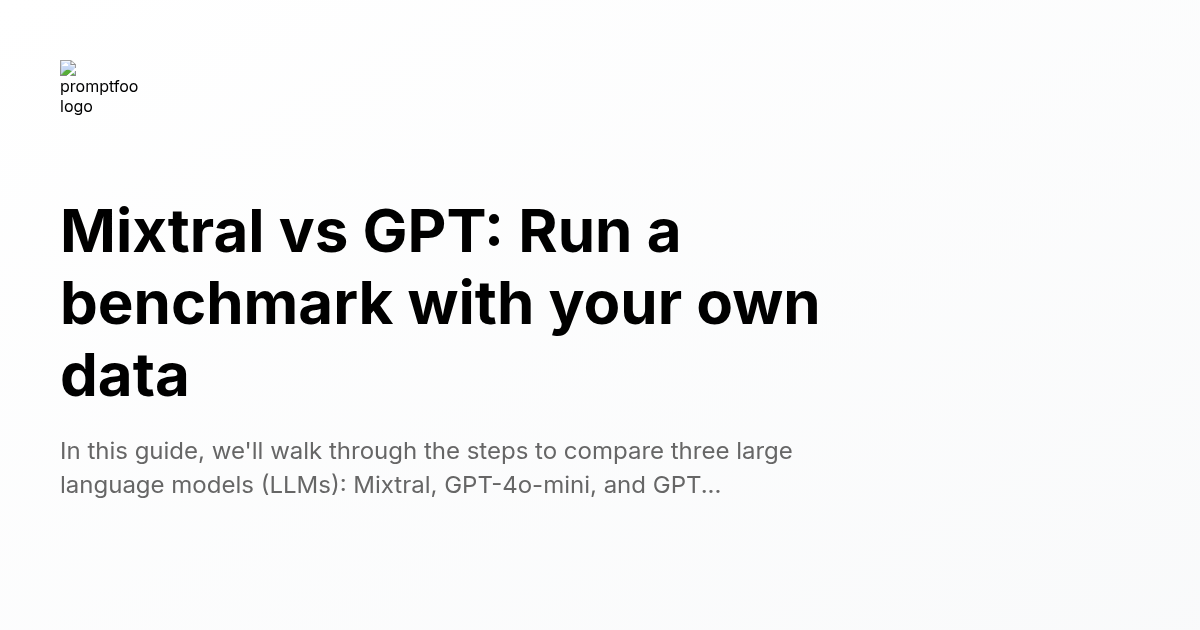 promptfoo
logo
Mixtral vs GPT: Run a
benchmark with your own
data
In this guide, we'll walk through the steps to compare three large
language models (LLMs): Mixtral, GPT-4o-mini, and GPT...